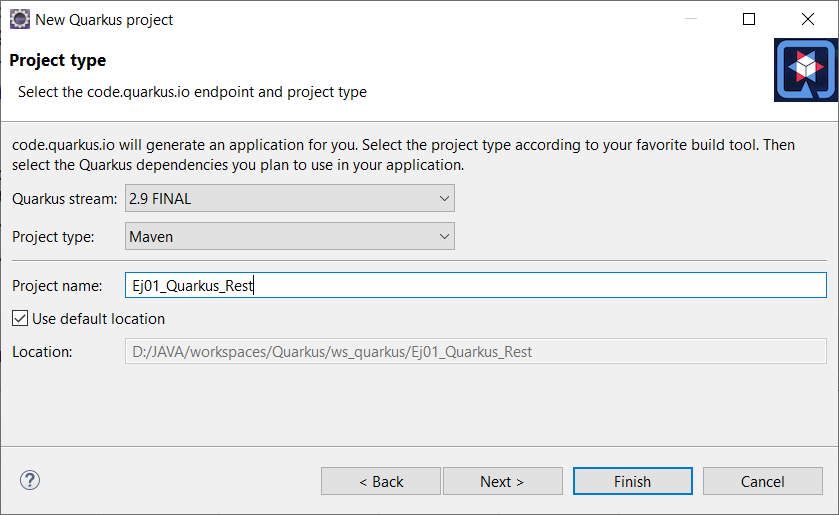 New Quarkus project
Project type
Select the code.quarkus.io endpoint and project type
code.quarkus.io will generate an application for you. Select the project type according to your favorite build tool. Then
select the Quarkus dependencies you plan to use in your application.
Quarkus stream: 2.9 FINAL
Project type: Maven
Project name: Ej01_Quarkus_Rest
Use default location
Location: D:/JAVA/workspaces/Quarkus/ws_quarkus/Ej01_Quarkus_Rest
? < Back Next > Finish Cancel